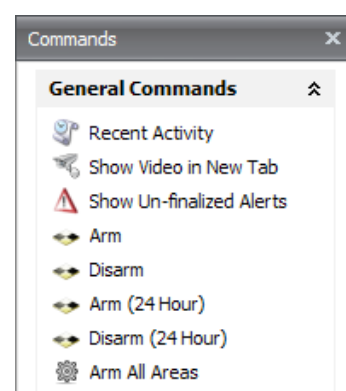 Commands
General Commands
Recent Activity
Show Video in New Tab
Show Un-finalized Alerts
Arm
Disarm
Arm (24 Hour)
Disarm (24 Hour)
Arm All Areas